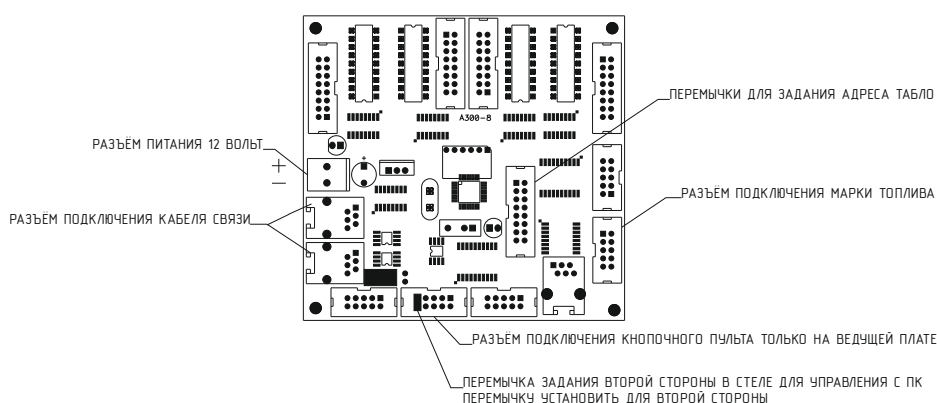 A300-8
ПЕРЕМЫЧКИ ДЛЯ ЗАДАНИЯ АДРЕСА ТАБЛО
РАЗЪЁМ ПИТАНИЯ 12 ВОЛЬТ
+
+
–
РАЗЪЁМ ПОДКЛЮЧЕНИЯ МАРКИ ТОПЛИВА
РАЗЪЁМ ПОДКЛЮЧЕНИЯ КАБЕЛЯ СВЯЗИ
РАЗЪЁМ ПОДКЛЮЧЕНИЯ КНОПОЧНОГО ПУЛЬТА ТОЛЬКО НА ВЕДУЩЕЙ ПЛАТЕ
ПЕРЕМЫЧКА ЗАДАНИЯ ВТОРОЙ СТОРОНЫ В СТЕЛЕ ДЛЯ УПРАВЛЕНИЯ С ПК
ПЕРЕМЫЧКУ УСТАНОВИТЬ ДЛЯ ВТОРОЙ СТОРОНЫ